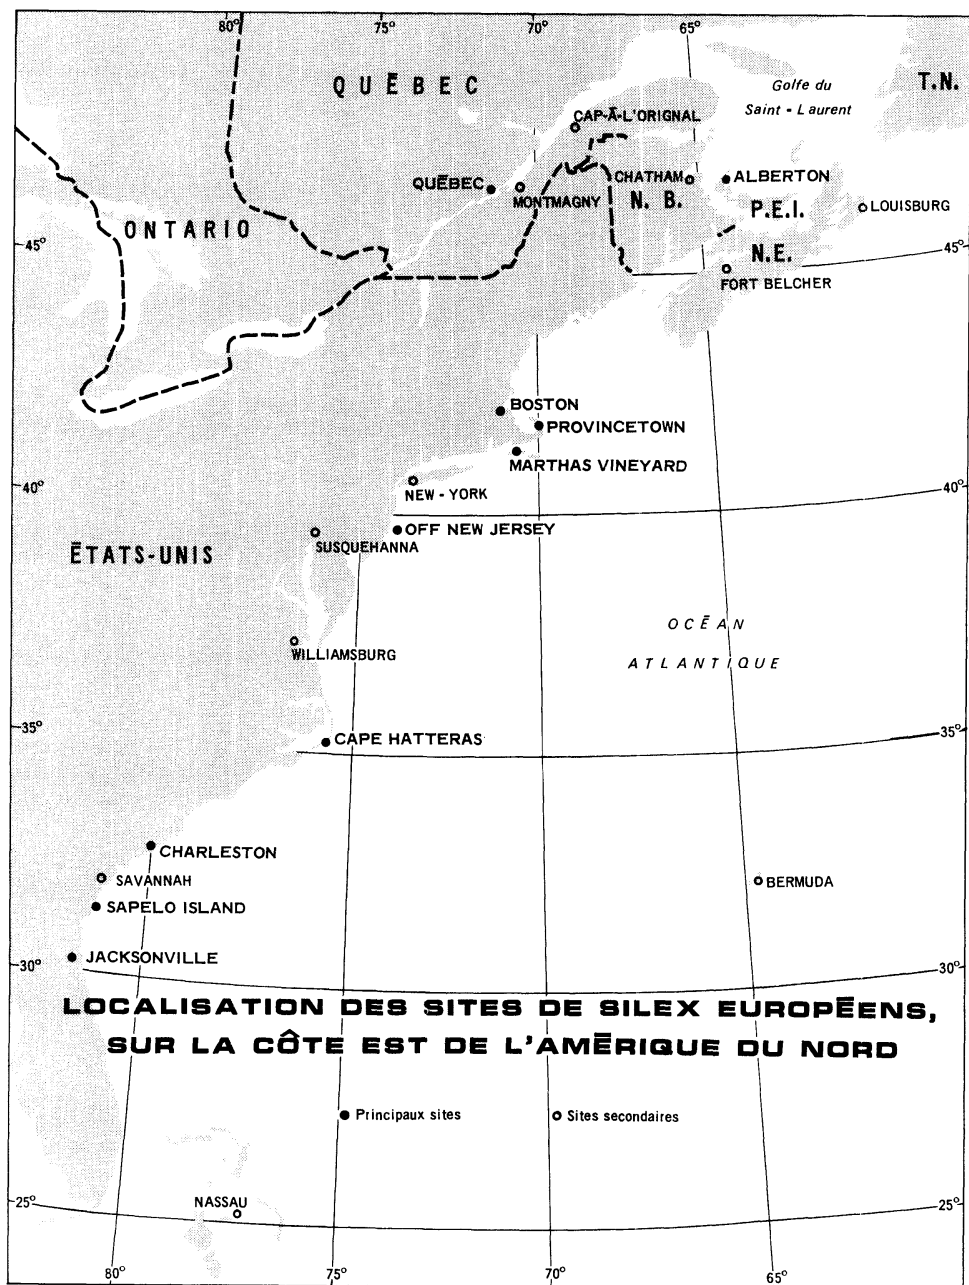 80° 75° 70° 65°
QUÉBEC
Golfe du
Saint - Laurent
T.N.
CAP-À-L'ORIGNAL
QUÉBEC
MONTMAGNY
CHATHAM
N. B.
ALBERTON
P.E.I.
LOUISBURG
ONTARIO
45°
45°
N.E.
FORT BELCHER
BOSTON
PROVINCETOWN
MARTHAS VINEYARD
40°
NEW - YORK
40°
OFF NEW JERSEY
SUSQUEHANNA
ÉTATS-UNIS
OCÉAN
ATLANTIQUE
WILLIAMSBURG
35°
CAPE HATTERAS
35°
CHARLESTON
SAVANNAH
BERMUDA
SAPELO ISLAND
JACKSONVILLE
30°
30°
LOCALISATION DES SITES DE SILEX EUROPÉENS,
SUR LA CÔTE EST DE L'AMÉRIQUE DU NORD
Principaux sites
Sites secondaires
NASSAU
25°
25°
80° 75° 70° 65°